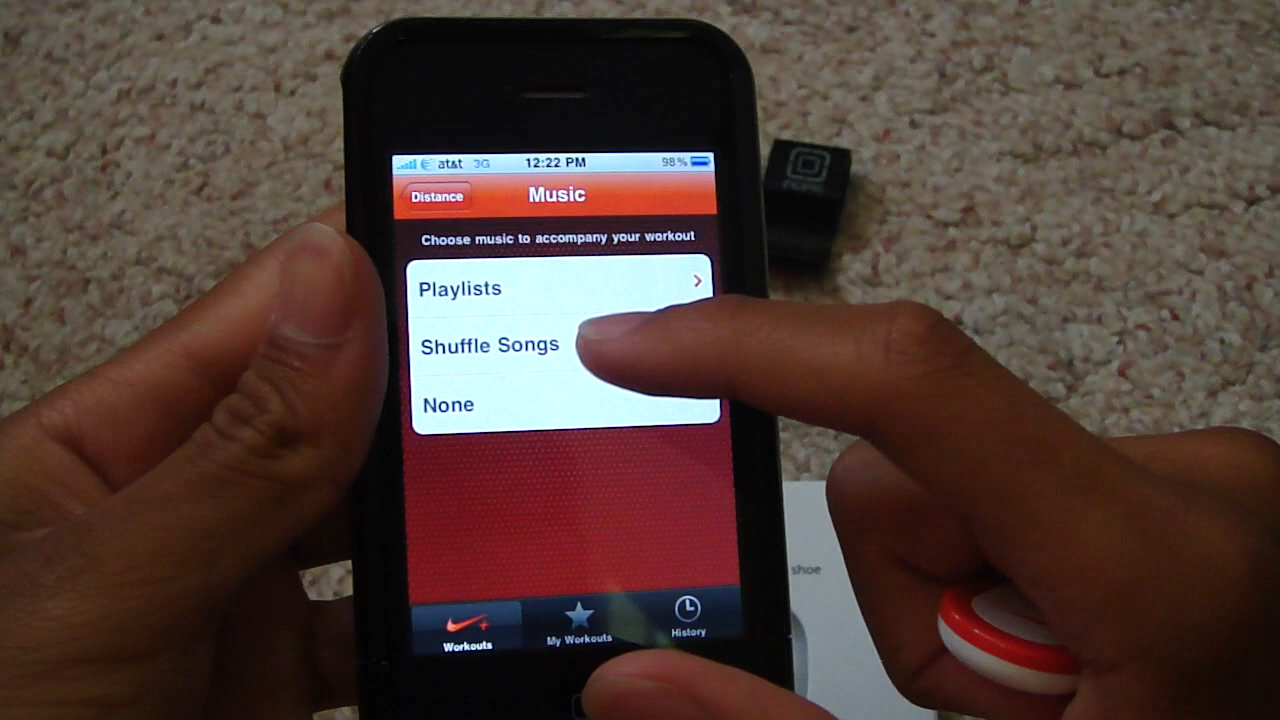 at&t 3G 12:22 PM 98%
Distance Music
Choose music to accompany your workout
Playlists
Shuffle Songs
None
Workouts My Workouts History
shoe